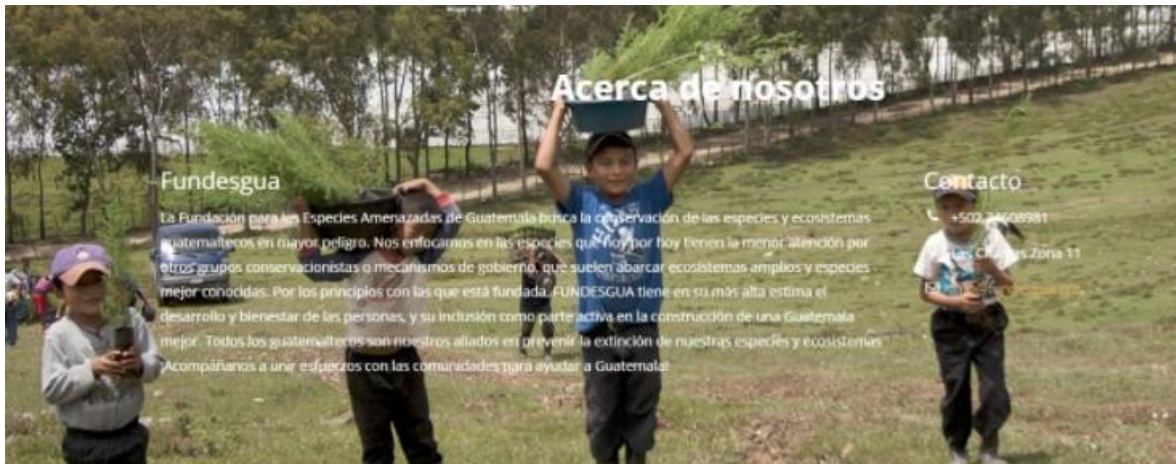 Acerca de nosotros
Fundesgua
La Fundación para las Especies Amenazadas de Guatemala busca la conservación de las especies y ecosistemas
guatemaltecos en mayor peligro. Nos enfocamos en las especies que hoy por hoy tienen la menor atención por
otros grupos conservacionistas o mecanismos de gobierno, que suelen abarcar ecosistemas amplios y especies
mejor conocidas. Por los principios con las que está fundada, FUNDESGUA tiene en su más alta estima el
desarrollo y bienestar de las personas, y su inclusión como parte activa en la construcción de una Guatemala
mejor. Todos los guatemaltecos son nuestros aliados en prevenir la extinción de nuestras especies y ecosistemas
¡Acompáñanos a unir esfuerzos con las comunidades para ayudar a Guatemala!
Contacto
+502 24608981
Las Charcas Zona 11